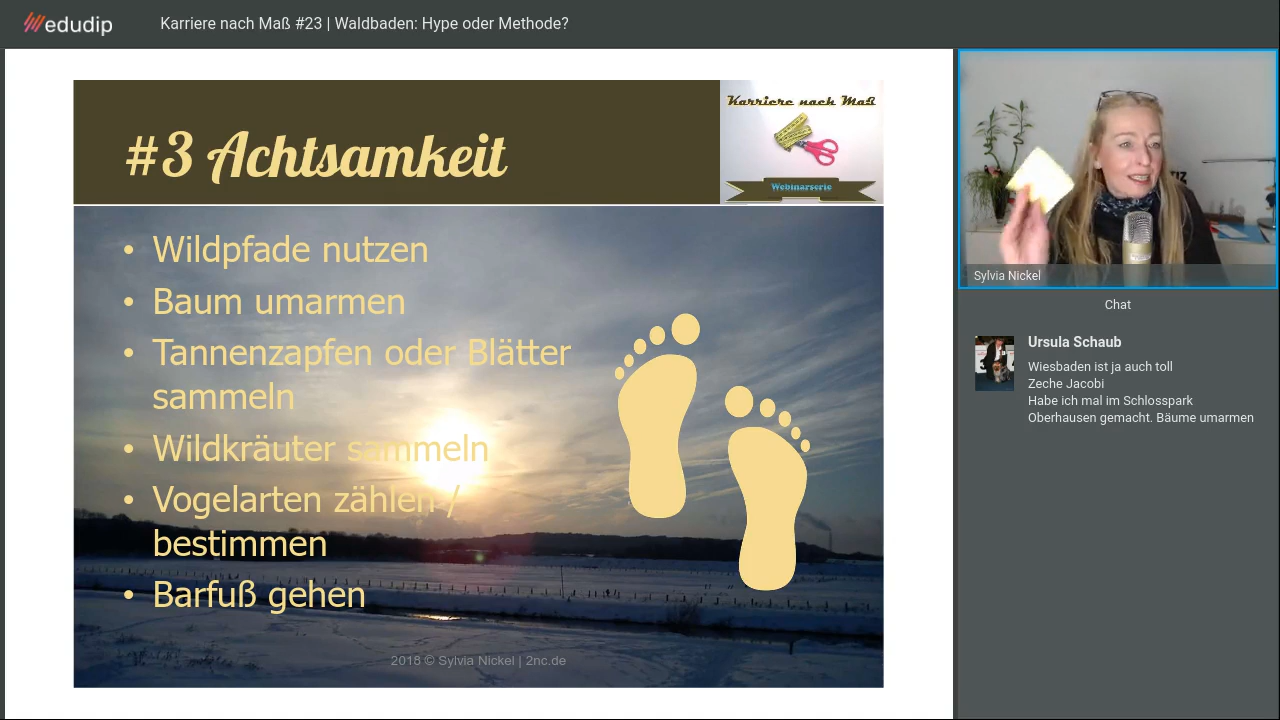 edudip
Karriere nach Maß #23 | Waldbaden: Hype oder Methode?
#3 Achtsamkeit
Karriere nach Maß
Webinarserie
• Wildpfade nutzen
• Baum umarmen
• Tannenzapfen oder Blätter
sammeln
• Wildkräuter sammeln
• Vogelarten zählen /
bestimmen
• Barfuß gehen
2018 © Sylvia Nickel | 2nc.de
Sylvia Nickel
Chat
Ursula Schaub
Wiesbaden ist ja auch toll
Zeche Jacobi
Habe ich mal im Schlosspark
Oberhausen gemacht. Bäume umarmen